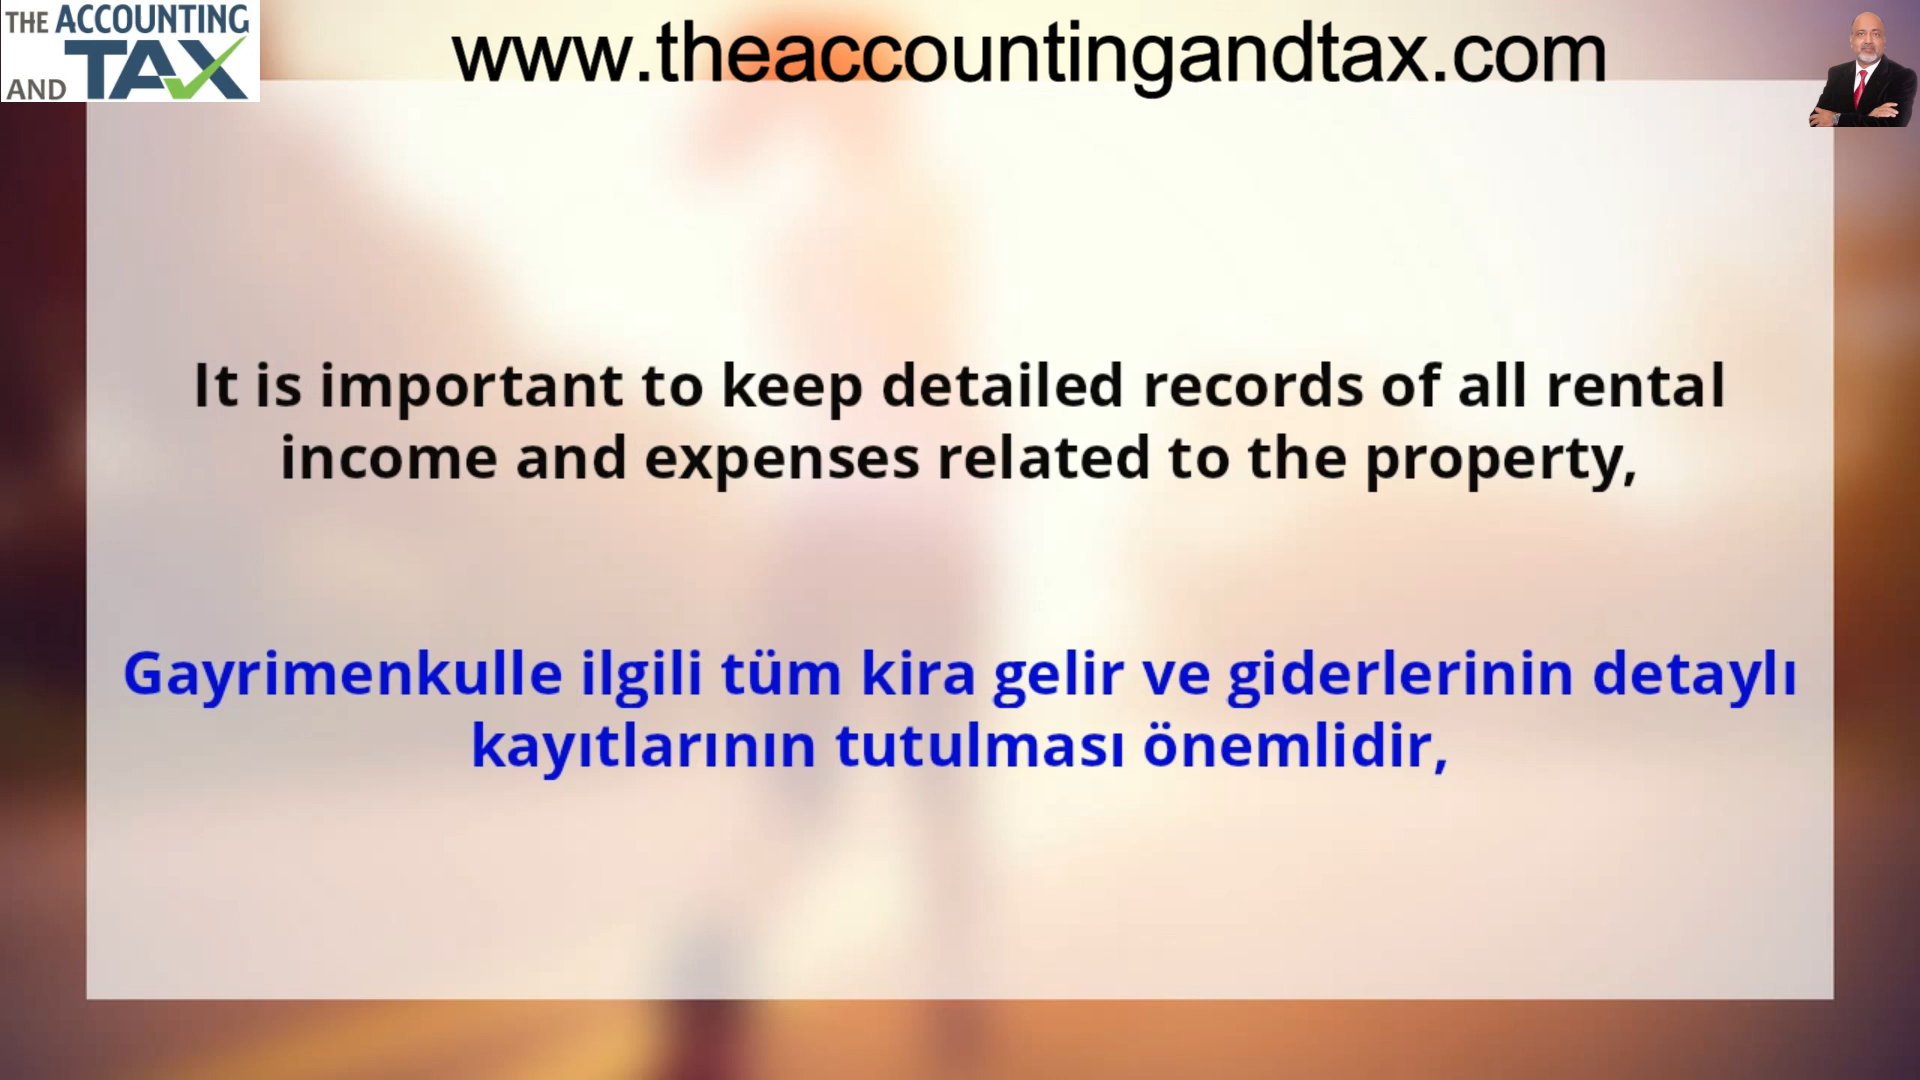 THE ACCOUNTING
AND TAX
www.theaccountingandtax.com
It is important to keep detailed records of all rental
income and expenses related to the property,
Gayrimenkulle ilgili tüm kira gelir ve giderlerinin detaylı
kayıtlarının tutulması önemlidir,